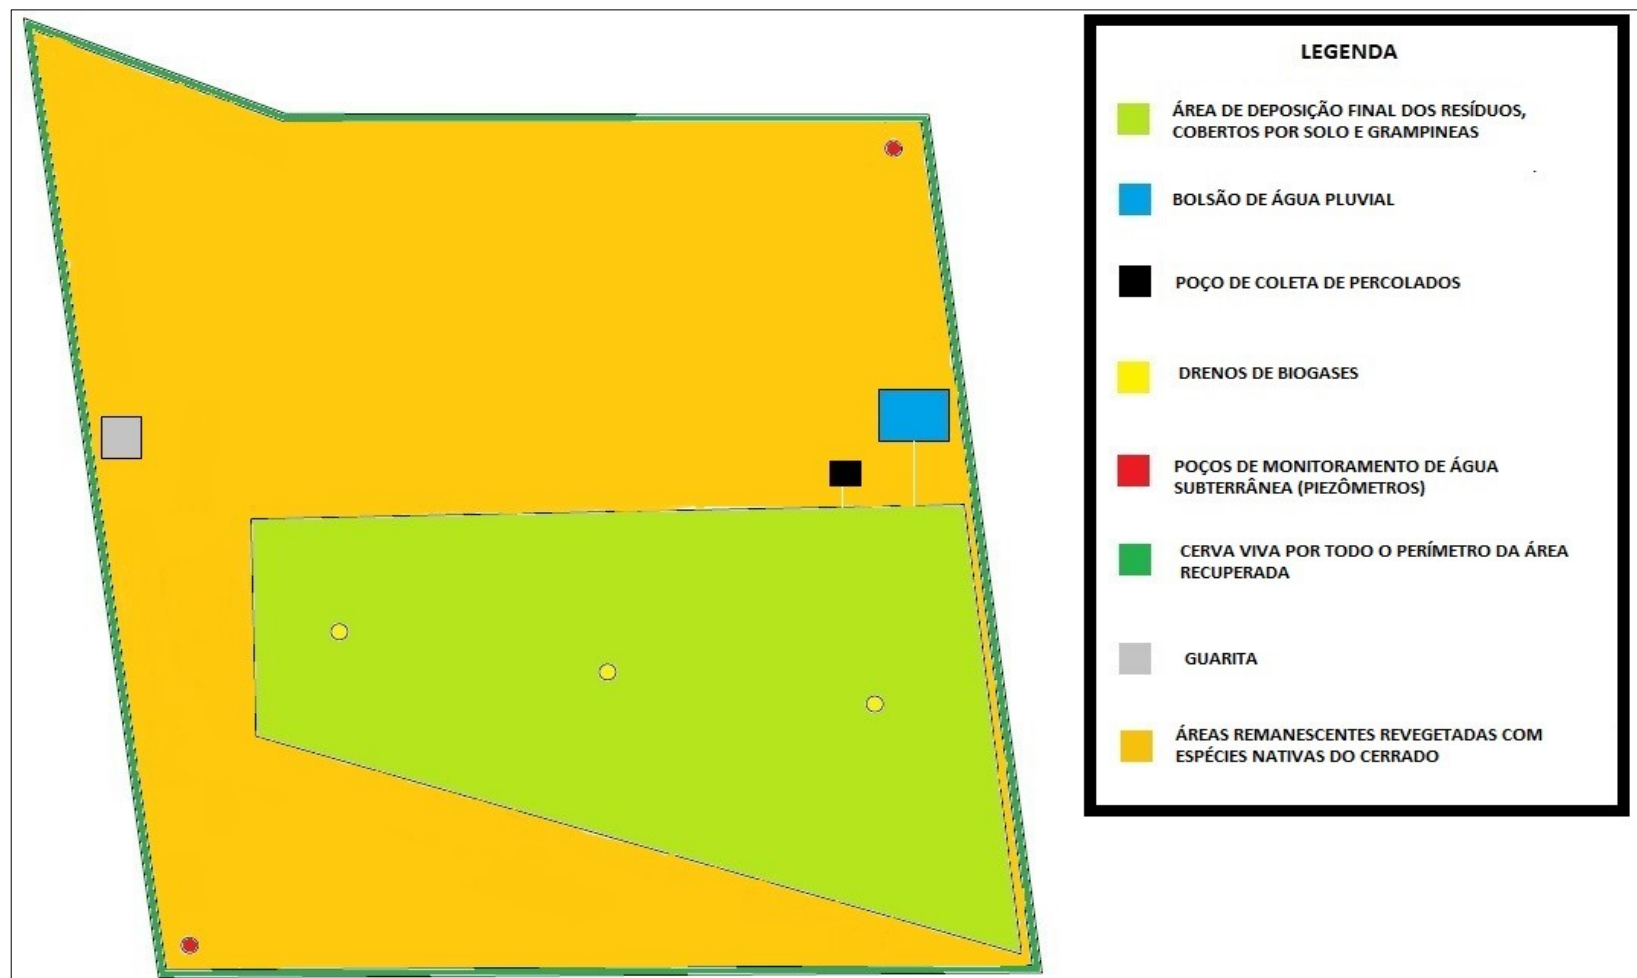 LEGENDA
ÁREA DE DEPOSIÇÃO FINAL DOS RESÍDUOS,
COBERTOS POR SOLO E GRAMPINEAS
BOLSÃO DE ÁGUA PLUVIAL
POÇO DE COLETA DE PERCOLADOS
DRENOS DE BIOGASES
POÇOS DE MONITORAMENTO DE ÁGUA
SUBTERRÂNEA (PIEZÔMETROS)
CERVA VIVA POR TODO O PERÍMETRO DA ÁREA
RECUPERADA
GUARITA
ÁREAS REMANESCENTES REVEGETADAS COM
ESPÉCIES NATIVAS DO CERRADO